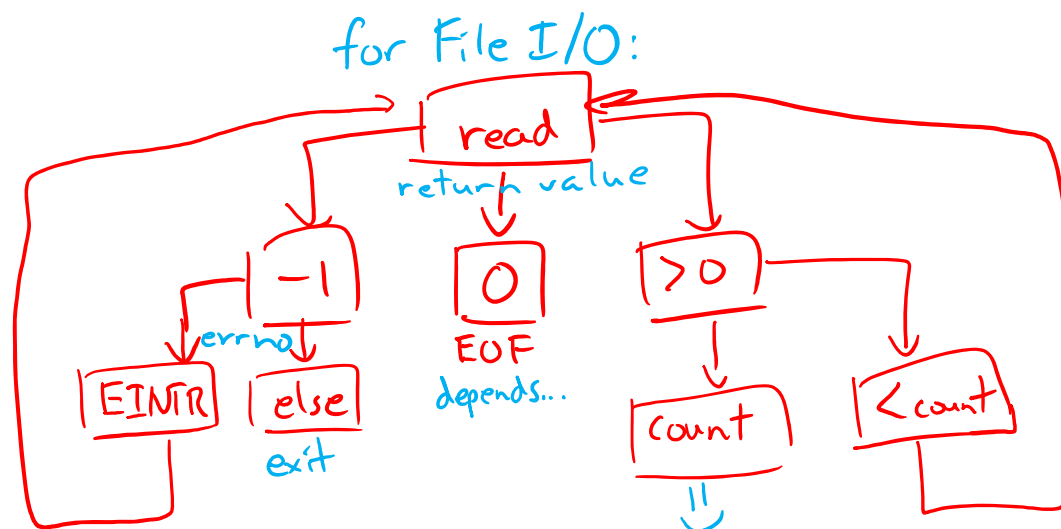 for File I/O:
read
return value
-1
0
>0
errno
EOF
EINTR
else
depends...
count
<count
exit